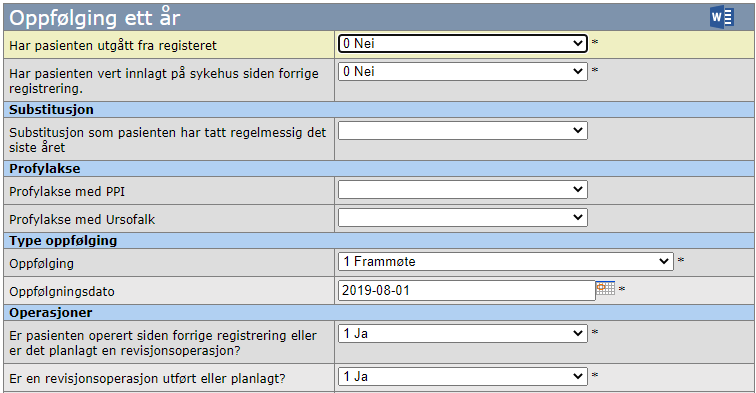 Oppfølging ett år
W
Har pasienten utgått fra registeret
0 Nei *
Har pasienten vert innlagt på sykehus siden forrige
registrering.
0 Nei *
Substitusjon
Substitusjon som pasienten har tatt regelmessig det
siste året
Profylakse
Profylakse med PPI
Profylakse med Ursofalk
Type oppfølging
Oppfølging
1 Frammøte *
Oppfølgningsdato
2019-08-01 *
Operasjoner
Er pasienten operert siden forrige registrering eller
er det planlagt en revisjonsoperasjon?
1 Ja *
Er en revisjonsoperasjon utført eller planlagt?
1 Ja *